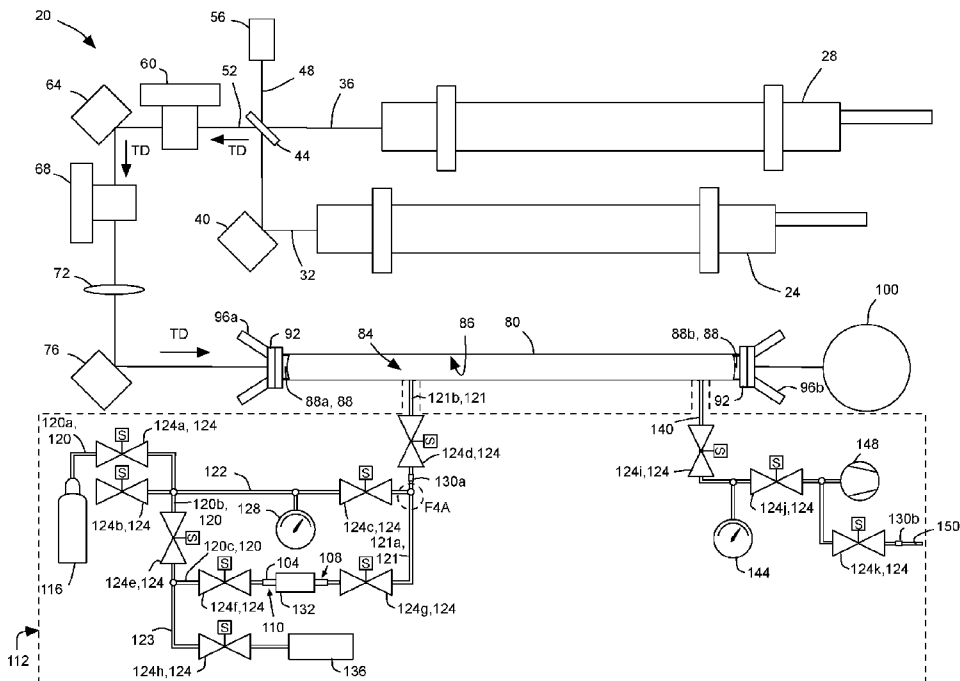 20
56
60
64
52
48
36
28
TD
TD
44
68
40
32
24
72
96a
92
84
86
80
88b, 88
100
TD
76
88a, 88
92
96b
121b, 121
120a,
120
124a, 124
140
S
S
S
124d,124
130a
124i,124
S
S
148
122
S
S
124b,124
120b,
120
128
124c,124
F4A
124j,124
S
130b
150
S
121a,
121
120c,120
104
108
S
124e,124
S
144
124k,124
116
124f,124
132
124g,124
110
123
S
112
124h,124
136